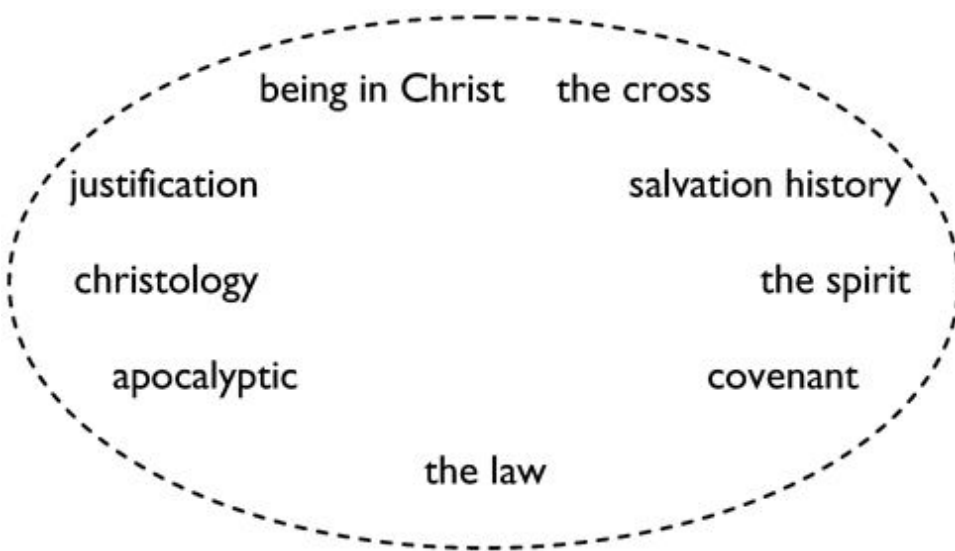 being in Christ the cross
justification salvation history
christology the spirit
apocalyptic covenant
the law